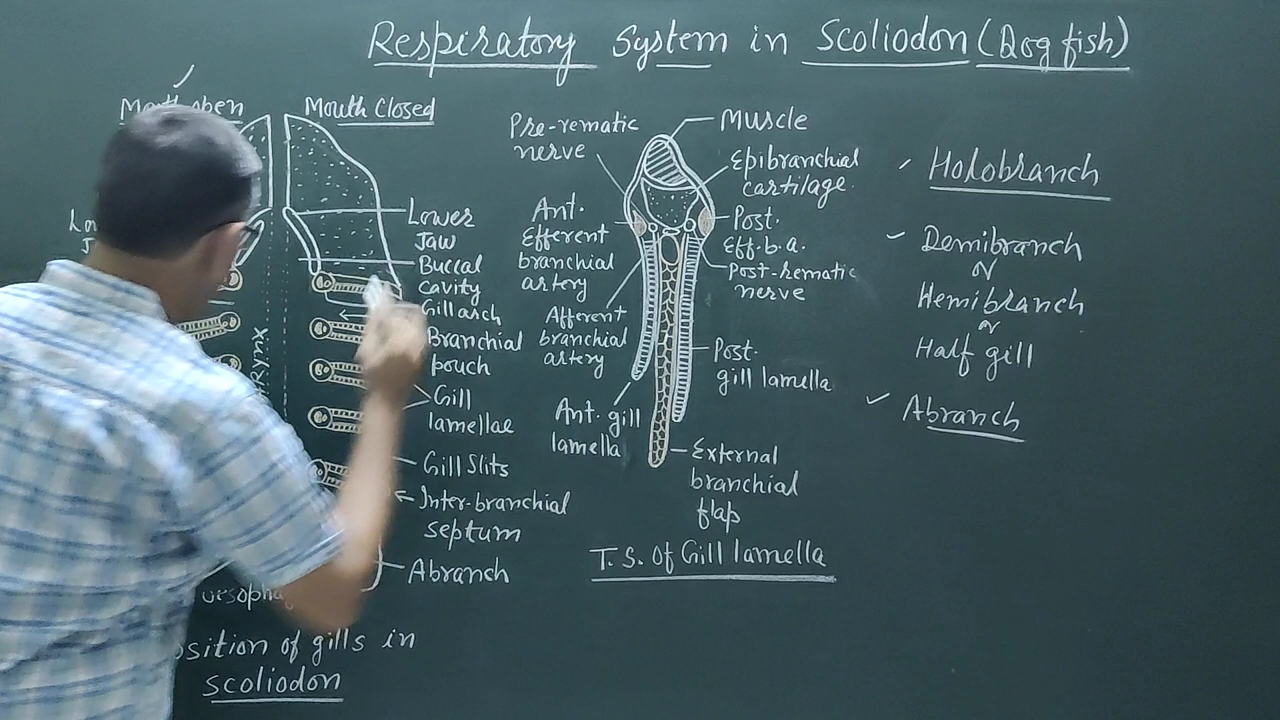 Respiratory System in Scoliodon (Dog fish)
Mouth Closed
Lower
Jaw
Buccal
cavity
Gill arch
Branchial
pouch
Gill
lamellae
Gill Slits
Inter-branchial
septum
Abranch
of gills in
Scoliodon
Pre-rematic
nerve
Ant.
Efferent
branchial
artery
Afferent
branchial
artery
Ant. gill
lamella
Muscle
Epibranchial
cartilage
Post.
Eff.b.a.
Post-rematic
nerve
Post.
gill lamella
External
branchial
flap
T. S. Of Gill lamella
Holobranch
Demibranch
or
Hemibranch
or
Half gill
Abranch